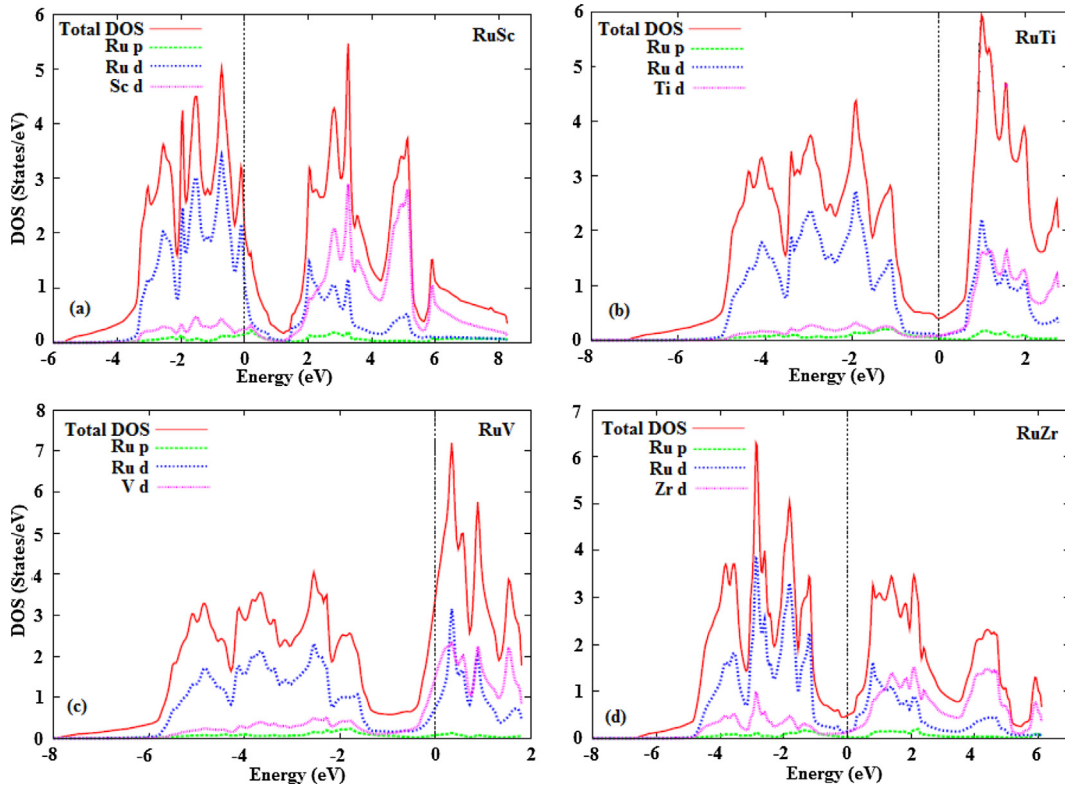 6
5
4
3
2
1
0
DOS (States/eV)
Total DOS
Ru p
Ru d
Sc d
RuSc
(a)
-6 -4 -2 0 2 4 6 8
Energy (eV)
6
5
4
3
2
1
0
Total DOS
Ru p
Ru d
Ti d
RuTi
(b)
-8 -6 -4 -2 0 2
Energy (eV)
8
7
6
5
4
3
2
1
0
DOS (States/eV)
Total DOS
Ru p
Ru d
V d
RuV
(c)
-8 -6 -4 -2 0 2
Energy (eV)
7
6
5
4
3
2
1
0
Total DOS
Ru p
Ru d
Zr d
RuZr
(d)
-8 -6 -4 -2 0 2 4 6
Energy (eV)